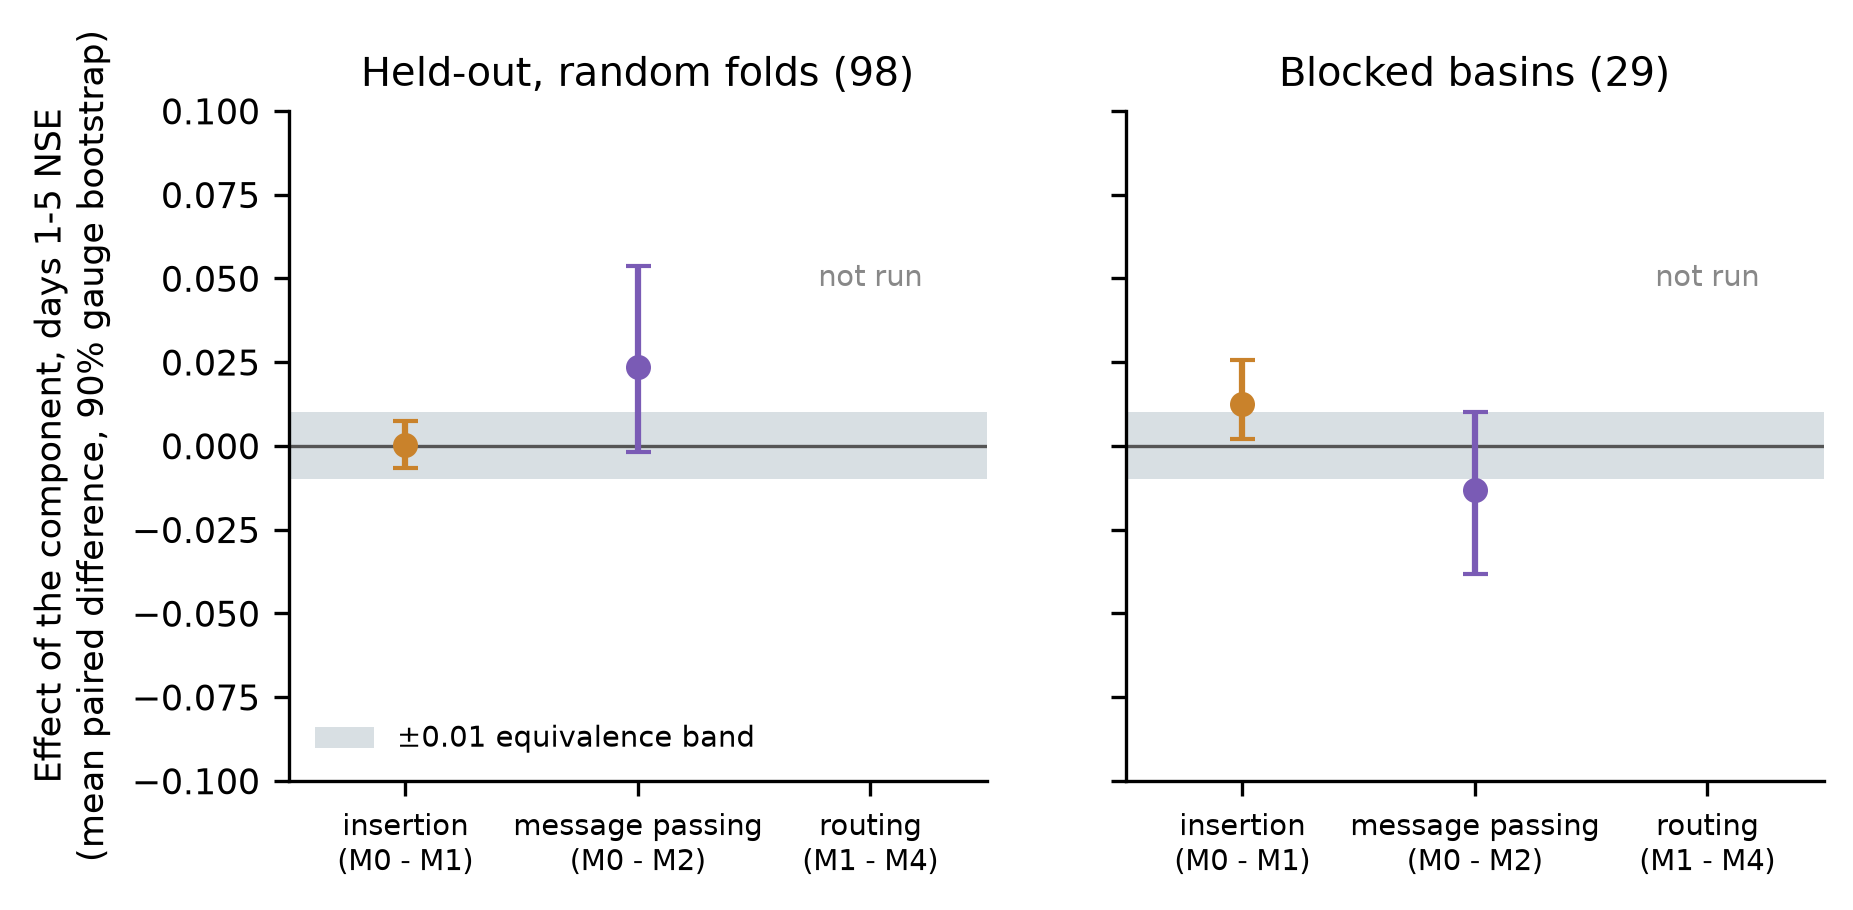 Effect of the component, days 1-5 NSE
(mean paired difference, 90% gauge bootstrap)
Held-out, random folds (98)
0.100
0.075
0.050
0.025
0.000
−0.025
−0.050
−0.075
−0.100
not run
±0.01 equivalence band
insertion
(M0 - M1)
message passing
(M0 - M2)
routing
(M1 - M4)
Blocked basins (29)
not run
insertion
(M0 - M1)
message passing
(M0 - M2)
routing
(M1 - M4)